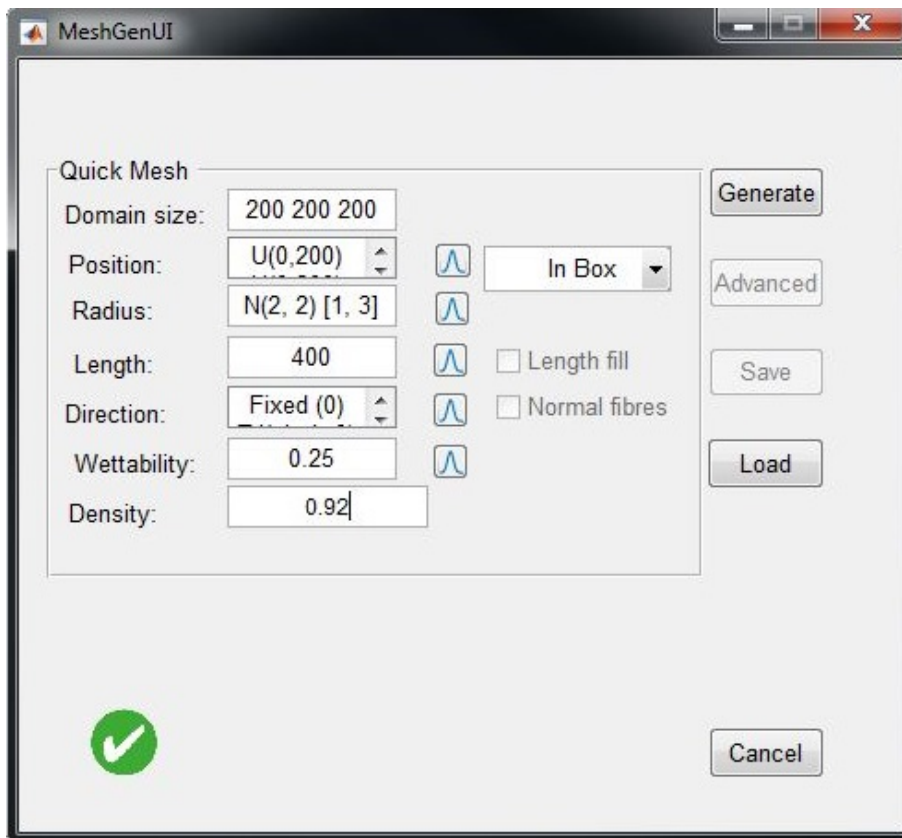 MeshGenUI
Quick Mesh
Domain size: 200 200 200
Generate
Position: U(0,200) In Box
Advanced
Radius: N(2, 2) [1, 3]
Length: 400 Length fill
Save
Direction: Fixed (0) Normal fibres
Wettability: 0.25
Load
Density: 0.92
Cancel